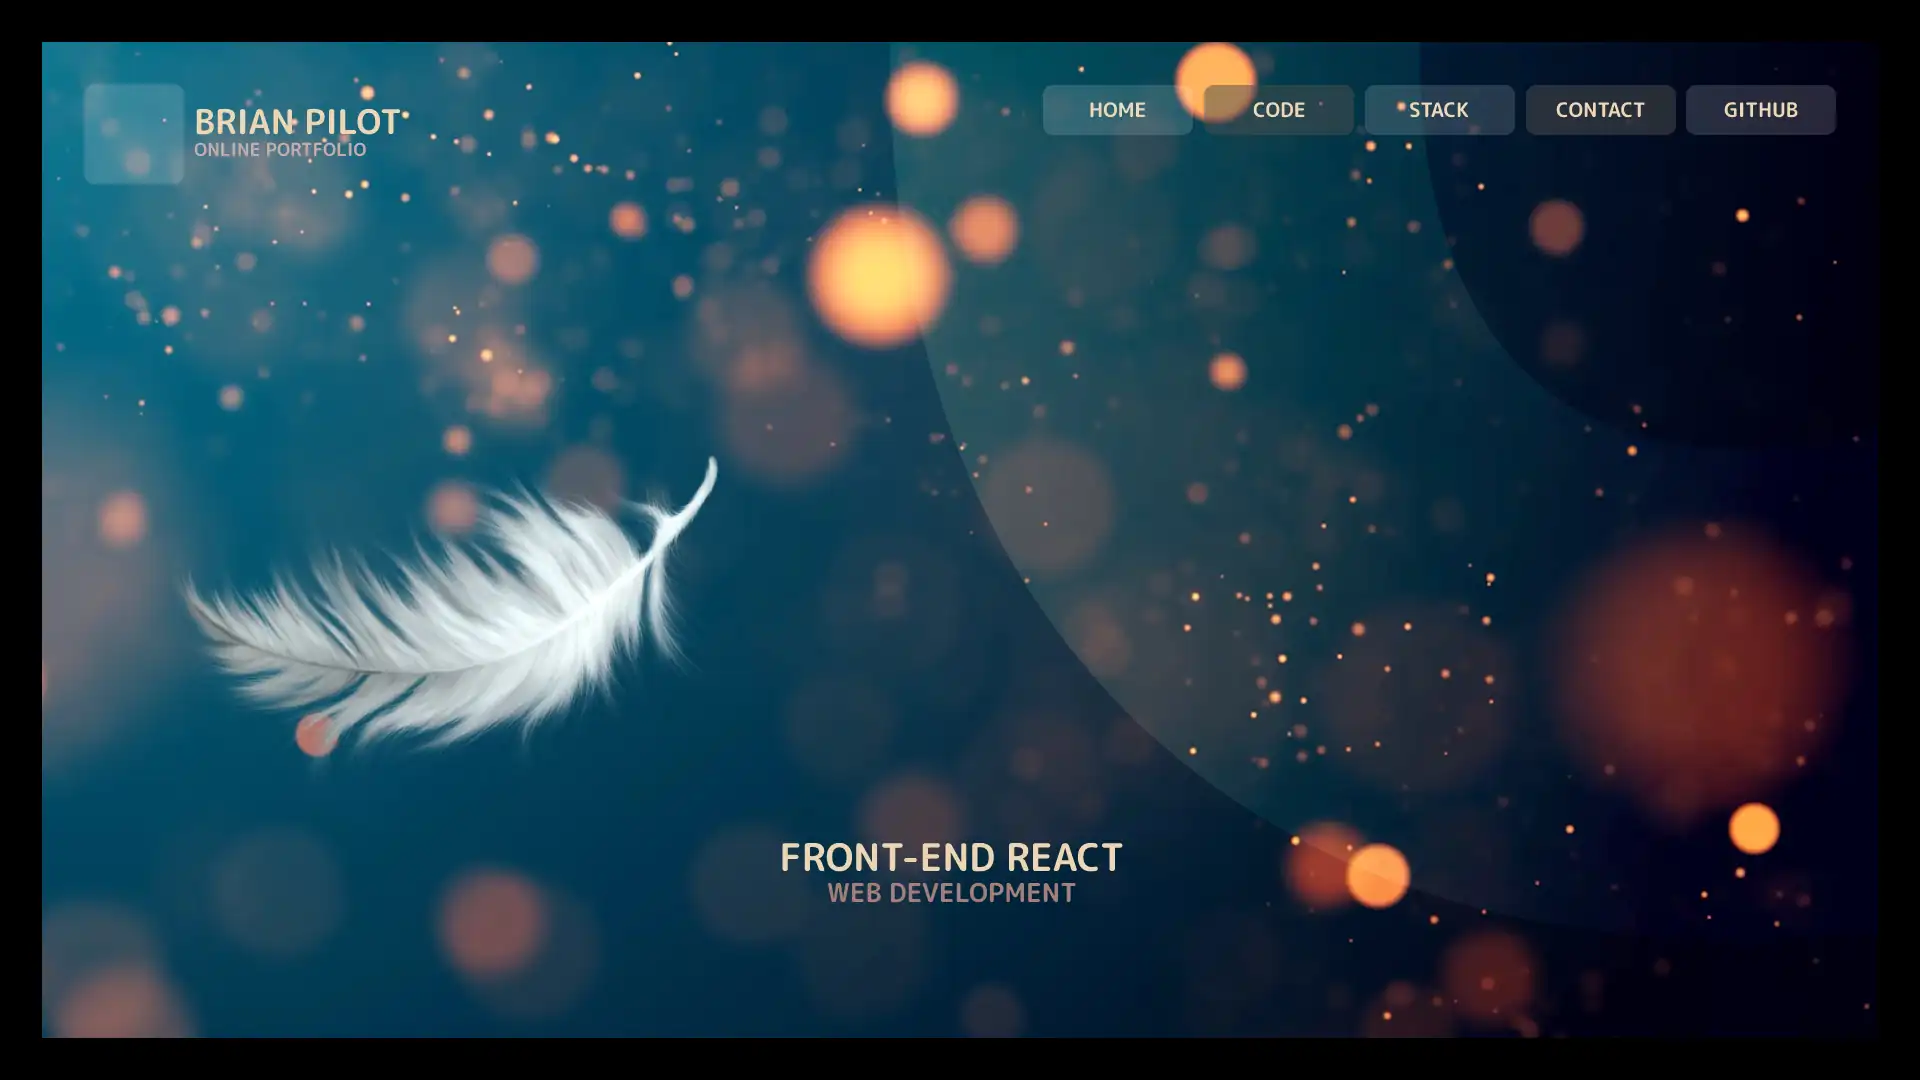 BRIAN PILOT
ONLINE PORTFOLIO
HOME
CODE
STACK
CONTACT
GITHUB
FRONT-END REACT
WEB DEVELOPMENT